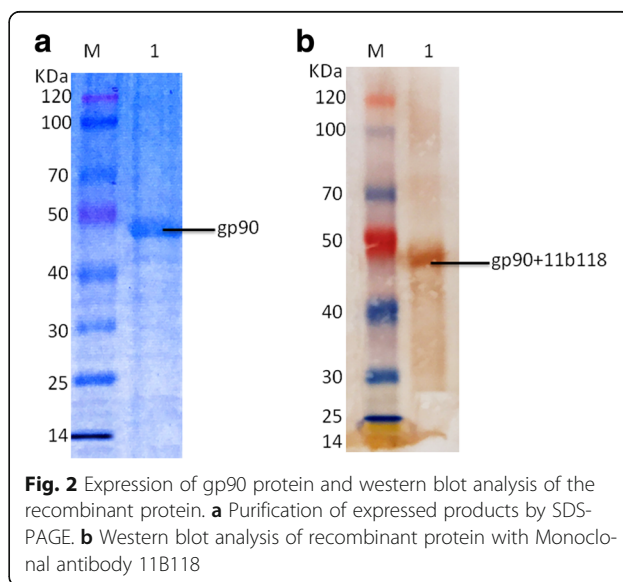 a
M 1
KDa
120
100
70
50
gp90
40
30
25
14
b
M 1
KDa
120
100
70
50
gp90+11b118
40
30
25
14
Fig. 2 Expression of gp90 protein and western blot analysis of the
recombinant protein. a Purification of expressed products by SDS-
PAGE. b Western blot analysis of recombinant protein with Monoclo-
nal antibody 11B118